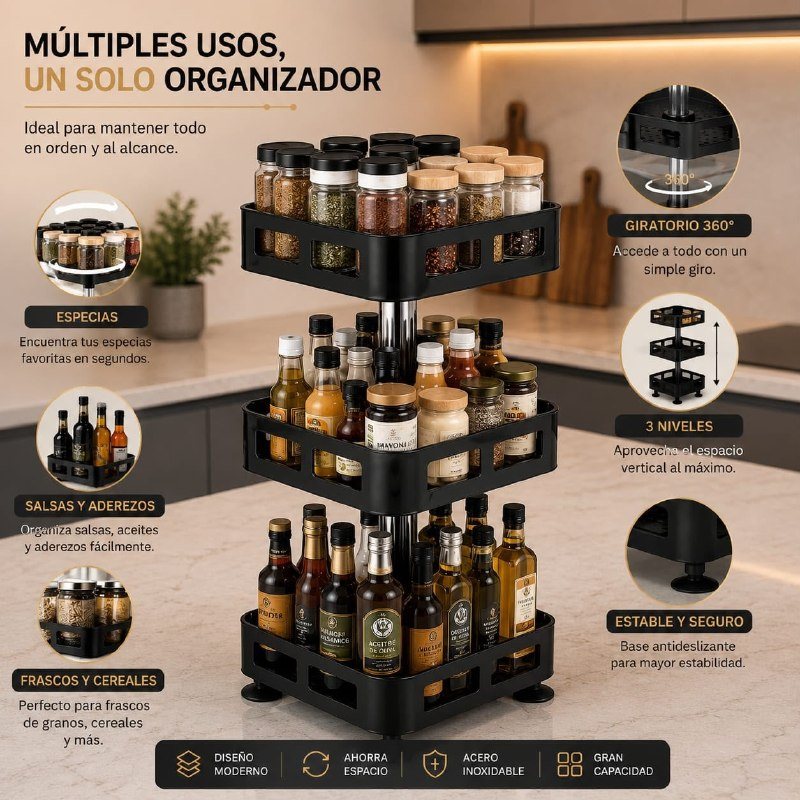 MÚLTIPLES USOS,
UN SOLO ORGANIZADOR
Ideal para mantener todo
en orden y al alcance.
ESPECIAS
Encuentra tus especias
favoritas en segundos.
SALSAS Y ADEREZOS
Organiza salsas, aceites
y aderezos fácilmente.
FRASCOS Y CEREALES
Perfecto para frascos
de granos, cereales
y más.
360°
GIRATORIO 360°
Accede a todo con un
simple giro.
3 NIVELES
Aprovecha el espacio
vertical al máximo.
ESTABLE Y SEGURO
Base antideslizante
para mayor estabilidad.
ACEITE
DE OLIVA
DISEÑO
MODERNO
AHORRA
ESPACIO
ACERO
INOXIDABLE
GRAN
CAPACIDAD